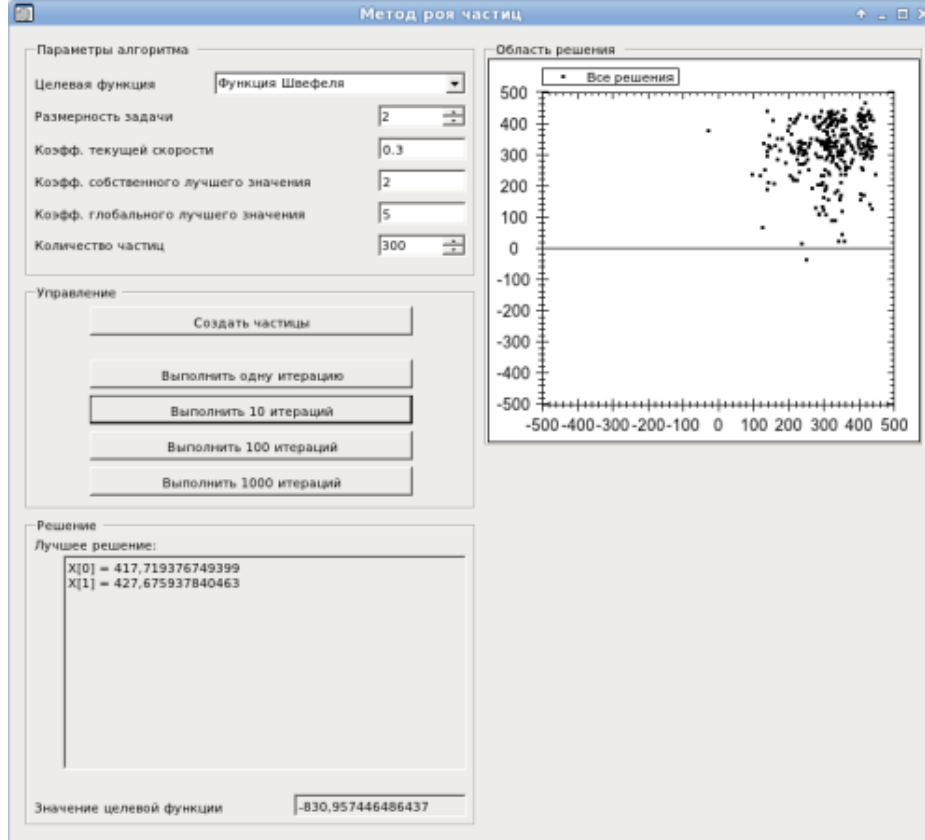 Метод роя частиц
Параметры алгоритма
Целевая функция
Функция Швефеля
Размерность задачи
2
Коэфф. текущей скорости
0.3
Коэфф. собственного лучшего значения
2
Коэфф. глобального лучшего значения
5
Количество частиц
300
Управление
Создать частицы
Выполнить одну итерацию
Выполнить 10 итераций
Выполнить 100 итераций
Выполнить 1000 итераций
Решение
Лучшее решение:
X[0] = 417,719376749399
X[1] = 427,675937840463
Значение целевой функции
-830,957446486437
Область решения
Все решения
500
400
300
200
100
0
-100
-200
-300
-400
-500
-500 -400 -300 -200 -100 0 100 200 300 400 500